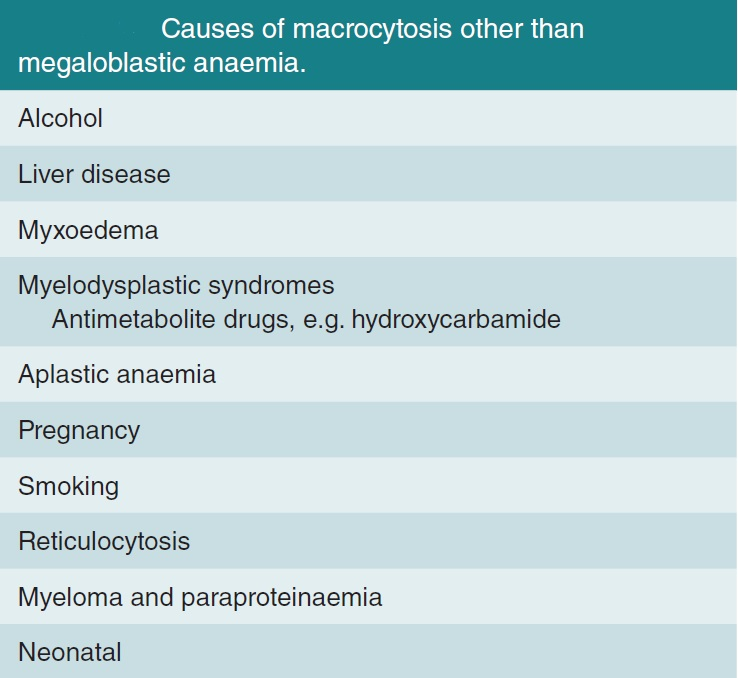 Causes of macrocytosis other than
megaloblastic anaemia.
Alcohol
Liver disease
Myxoedema
Myelodysplastic syndromes
Antimetabolite drugs, e.g. hydroxycarbamide
Aplastic anaemia
Pregnancy
Smoking
Reticulocytosis
Myeloma and paraproteinaemia
Neonatal